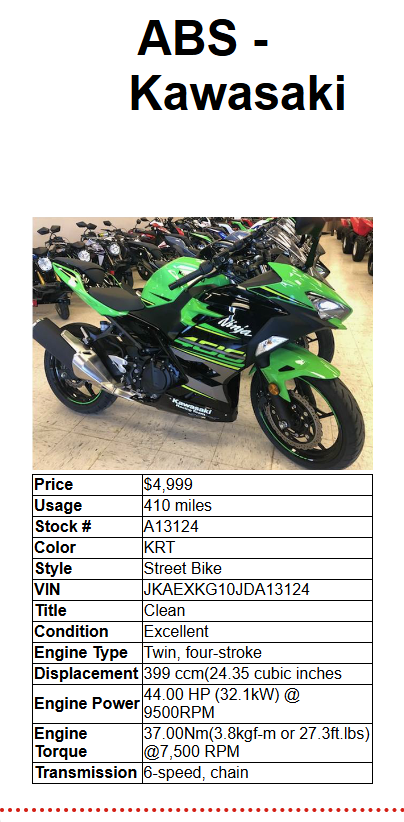 ABS -
Kawasaki
Ninja
Kawasaki
Price $4,999
Usage 410 miles
Stock # A13124
Color KRT
Style Street Bike
VIN JKAEXKG10JDA13124
Title Clean
Condition Excellent
Engine Type Twin, four-stroke
Displacement 399 ccm(24.35 cubic inches
Engine Power 44.00 HP (32.1kW) @
9500RPM
Engine
Torque 37.00Nm(3.8kgf-m or 27.3ft.lbs)
@7,500 RPM
Transmission 6-speed, chain